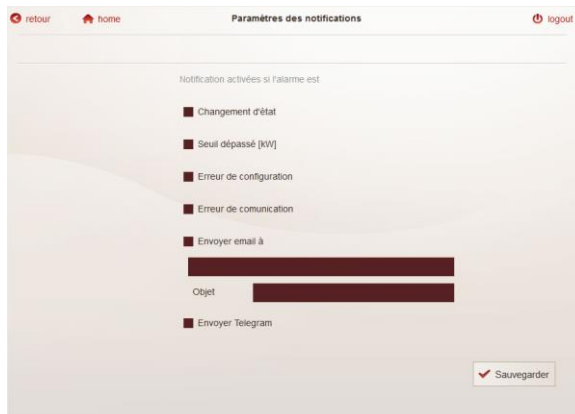 retour
home
Paramètres des notifications
logout
Notification activées si l'alarme est
Changement d'état
Seuil dépassé [kW]
Erreur de configuration
Erreur de comunication
Envoyer email à
Objet
Envoyer Telegram
Sauvegarder